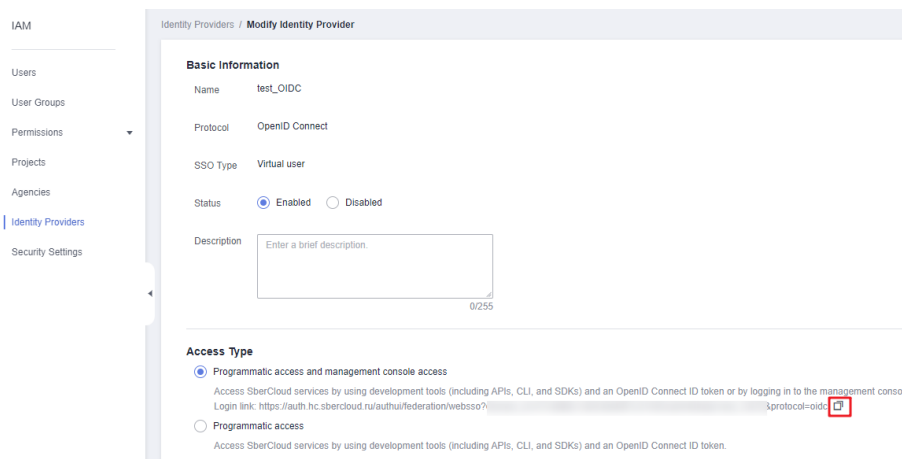 IAM
Identity Providers / Modify Identity Provider
Users
User Groups
Permissions
Projects
Agencies
Identity Providers
Security Settings
Basic Information
Name test_OIDC
Protocol OpenID Connect
SSO Type Virtual user
Status Enabled Disabled
Description Enter a brief description.
0/255
Access Type
Programmatic access and management console access
Access SberCloud services by using development tools (including APIs, CLI, and SDKs) and an OpenID Connect ID token or by logging in to the management conso
Login link: https://auth.hc.sbercloud.ru/authui/federation/websso? &protocol=oidc
Programmatic access
Access SberCloud services by using development tools (including APIs, CLI, and SDKs) and an OpenID Connect ID token.